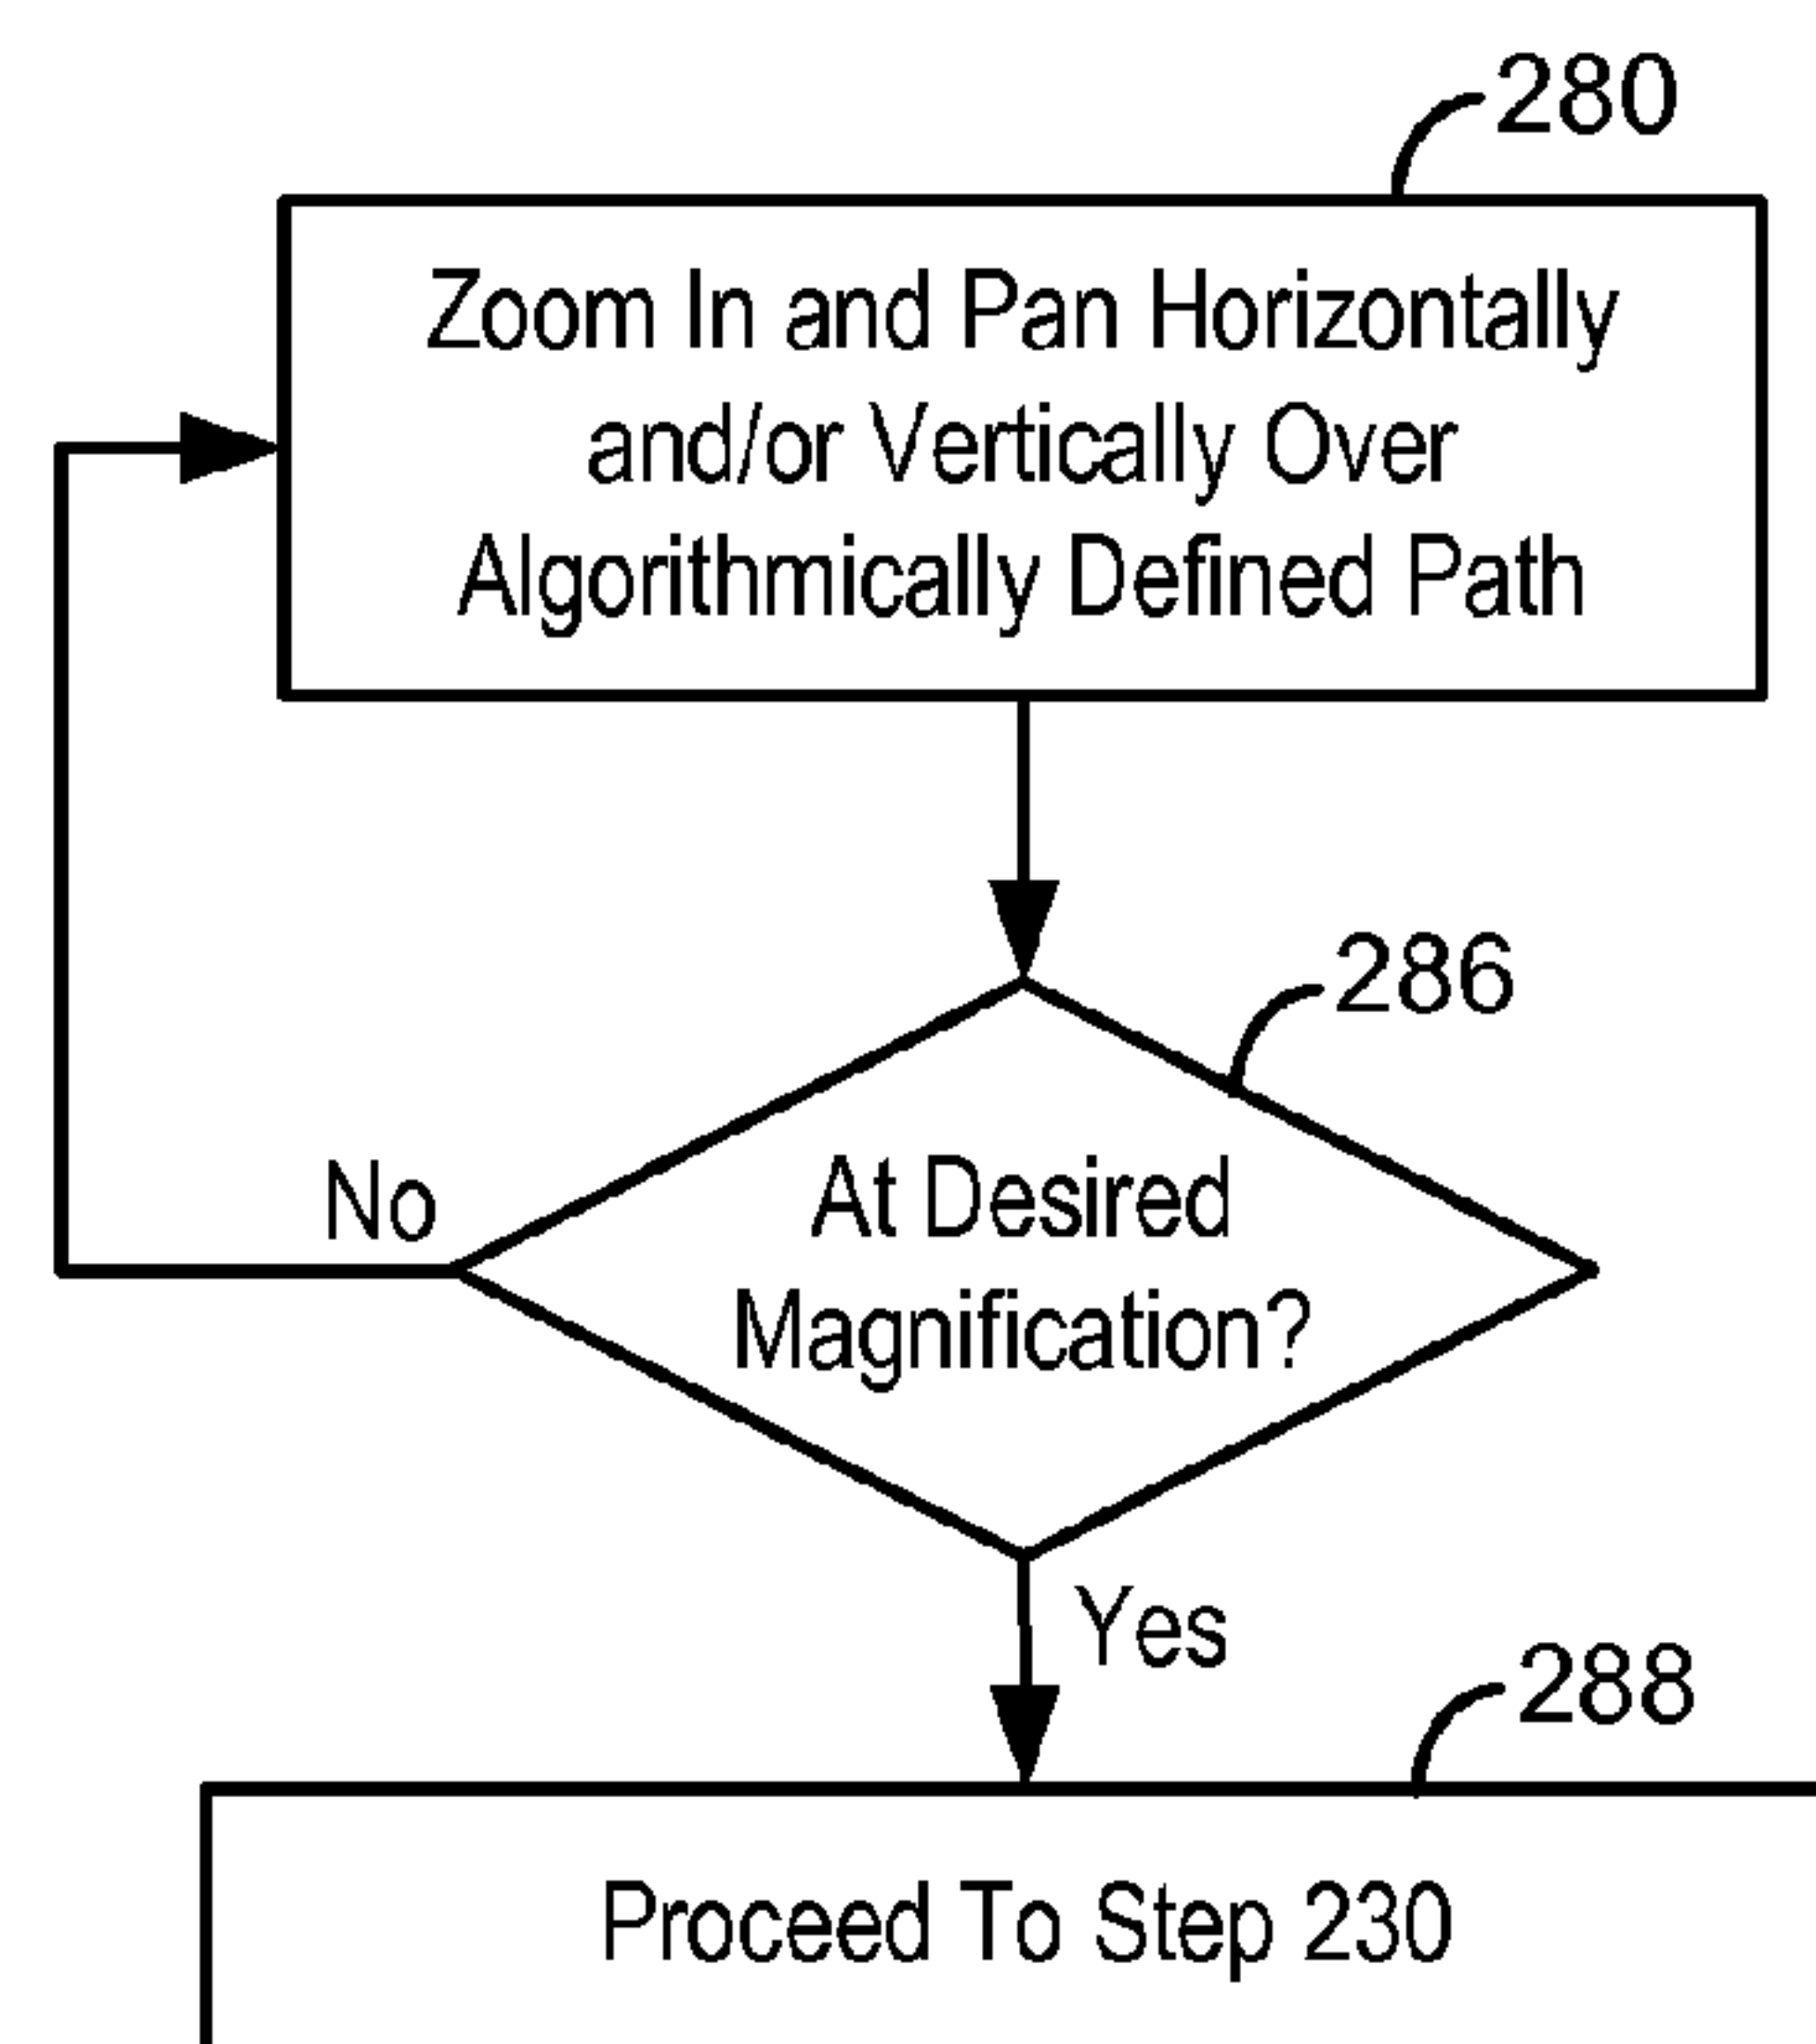 280
Zoom In and Pan Horizontally
and/or Vertically Over
Algorithmically Defined Path
286
No
At Desired
Magnification?
Yes
288
Proceed To Step 230